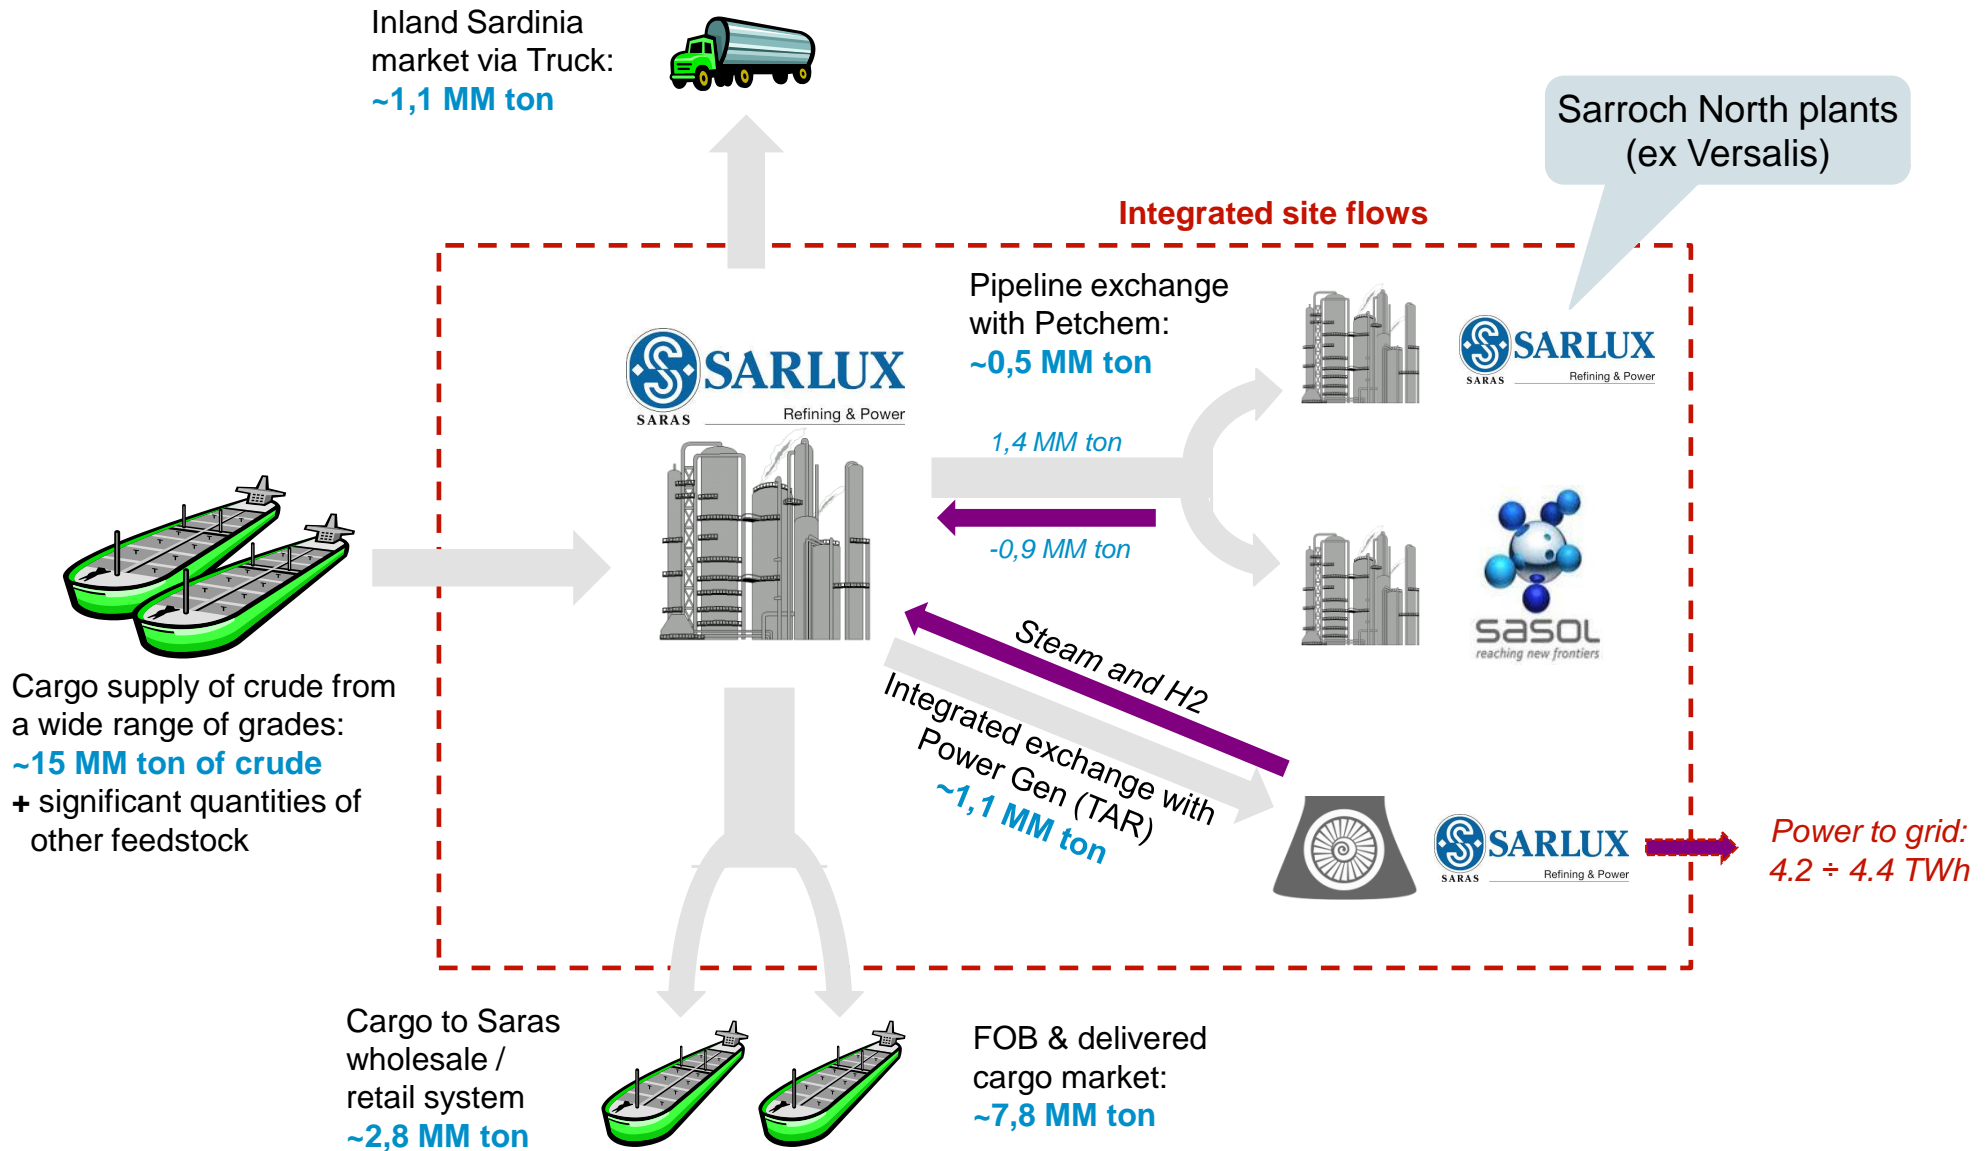 Inland Sardinia
market via Truck:
~1,1 MM ton
Sarroch North plants
(ex Versalis)
Integrated site flows
Pipeline exchange
with Petchem:
~0,5 MM ton
SARLUX
SARAS
Refining & Power
SARLUX
SARAS
Refining & Power
1,4 MM ton
-0,9 MM ton
sasol
reaching new frontiers
Steam and H2
Integrated exchange with
Power Gen (TAR)
~1,1 MM ton
Cargo supply of crude from
a wide range of grades:
~15 MM ton of crude
+ significant quantities of
other feedstock
SARLUX
SARAS
Refining & Power
Power to grid:
4.2 ÷ 4.4 TWh
Cargo to Saras
wholesale /
retail system
~2,8 MM ton
FOB & delivered
cargo market:
~7,8 MM ton